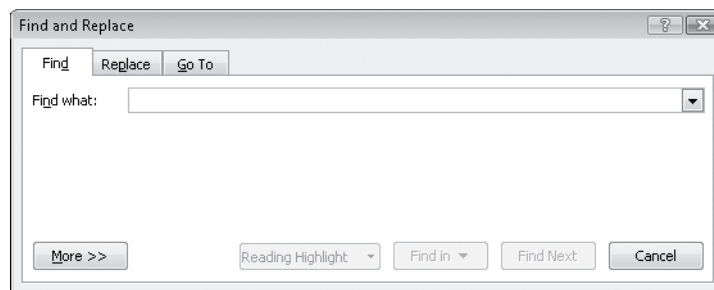 Find and Replace
Find Replace Go To
Find what:
More >> Reading Highlight Find in Find Next Cancel